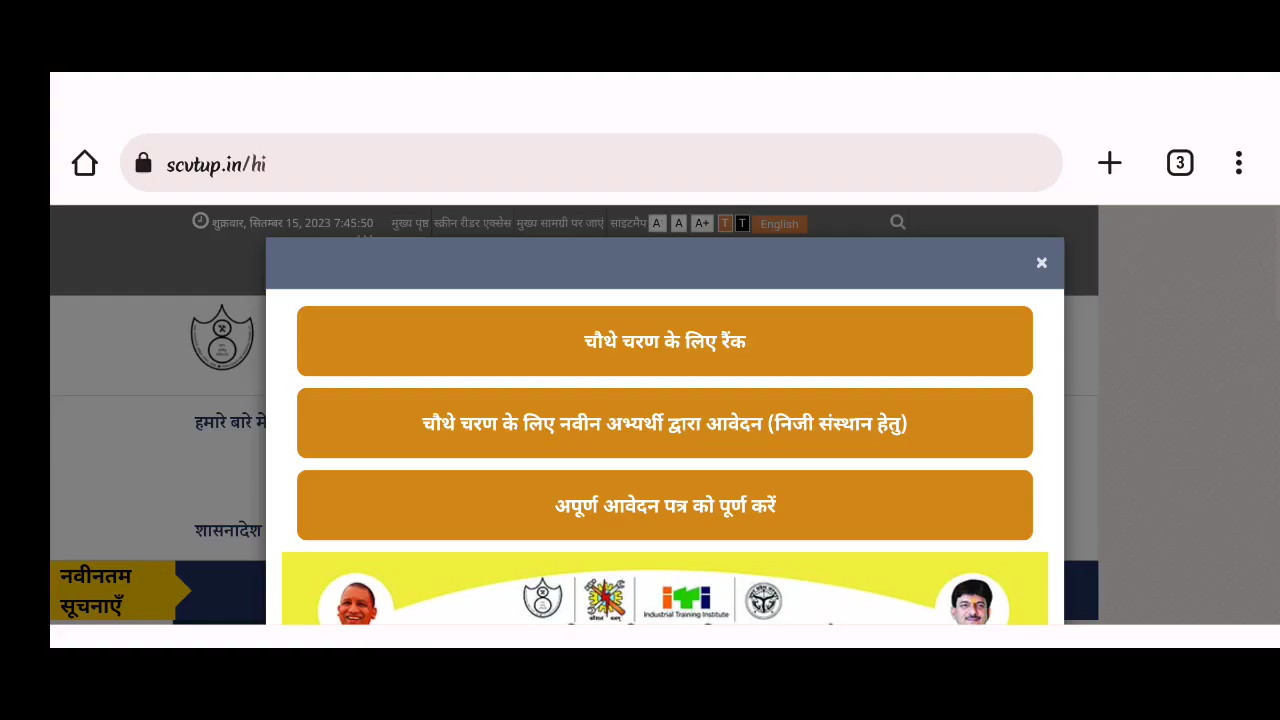 scvtup.in/hi
3
शुक्रवार, सितम्बर 15, 2023 7:45:50
मुख्य पृष्ठ स्क्रीन रीडर एक्सेस मुख्य सामग्री पर जाएं साइटमैप A- A A+ T T English
×
चौथे चरण के लिए रैंक
चौथे चरण के लिए नवीन अभ्यर्थी द्वारा आवेदन (निजी संस्थान हेतु)
हमारे बारे मे
अपूर्ण आवेदन पत्र को पूर्ण करें
शासनादेश
नवीनतम
सूचनाएँ
iti
Industrial Training Institute